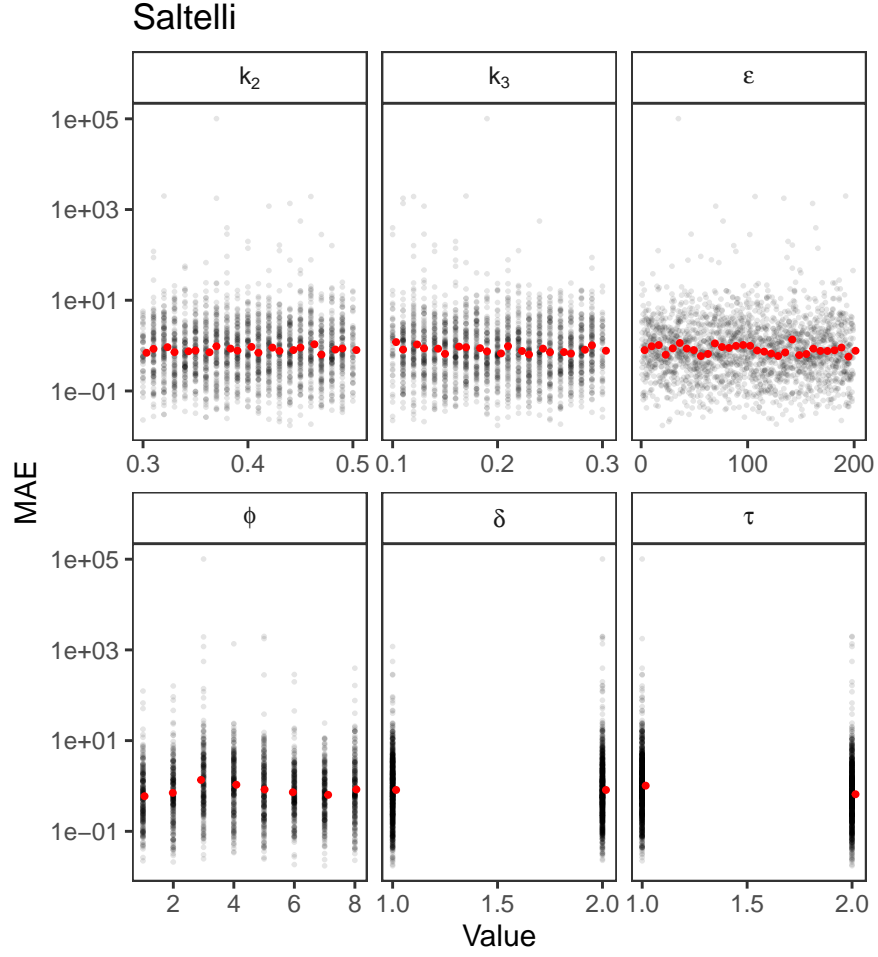 Saltelli
k₂ k₃ ε
1e+05
1e+03
1e+01
1e−01
0.3 0.4 0.5 0.1 0.2 0.3 0 100 200
MAE
ϕ δ τ
1e+05
1e+03
1e+01
1e−01
2 4 6 8 1.0 1.5 2.0 1.0 1.5 2.0
Value